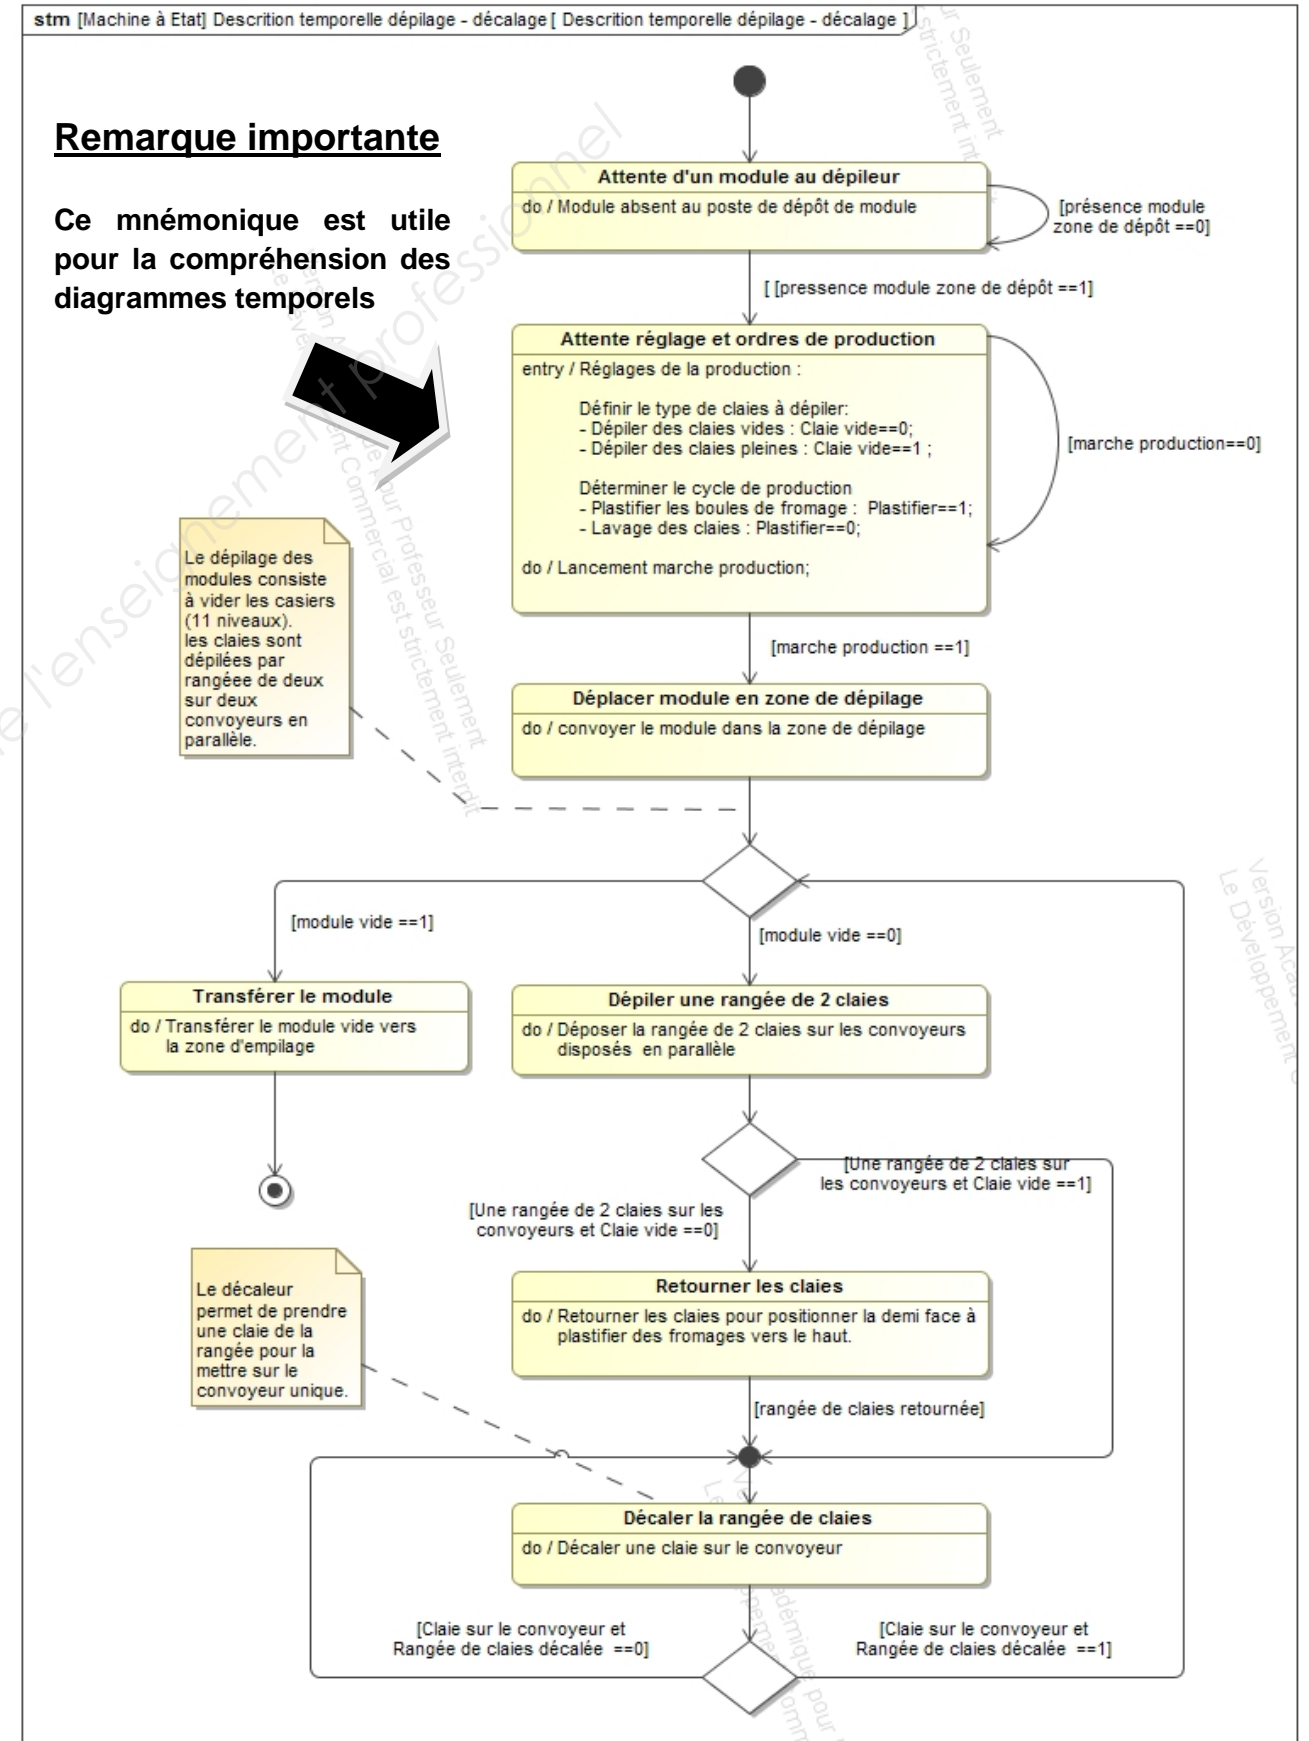 stm [Machine à Etat] Descrition temporelle dépilage - décalage [ Descrition temporelle dépilage - décalage ]
Remarque importante
Ce mnémonique est utile
pour la compréhension des
diagrammes temporels
Attente d'un module au dépileur
do / Module absent au poste de dépôt de module
[présence module
zone de dépôt ==0]
[ [pressence module zone de dépôt ==1]
Attente réglage et ordres de production
entry / Réglages de la production :
Définir le type de claies à dépiler:
- Dépiler des claies vides : Claie vide==0;
- Dépiler des claies pleines : Claie vide==1 ;
Déterminer le cycle de production
- Plastifier les boules de fromage : Plastifier==1;
- Lavage des claies : Plastifier==0;
do / Lancement marche production;
[marche production==0]
Le dépilage des
modules consiste
à vider les casiers
(11 niveaux).
les claies sont
dépilées par
rangéee de deux
sur deux
convoyeurs en
parallèle.
[marche production ==1]
Déplacer module en zone de dépilage
do / convoyer le module dans la zone de dépilage
[module vide ==1]
[module vide ==0]
Transférer le module
do / Transférer le module vide vers
la zone d'empilage
Dépiler une rangée de 2 claies
do / Déposer la rangée de 2 claies sur les convoyeurs
disposés en parallèle
[Une rangée de 2 claies sur
les convoyeurs et Claie vide ==1]
[Une rangée de 2 claies sur les
convoyeurs et Claie vide ==0]
Retourner les claies
do / Retourner les claies pour positionner la demi face à
plastifier des fromages vers le haut.
Le décaleur
permet de prendre
une claie de la
rangée pour la
mettre sur le
convoyeur unique.
[rangée de claies retournée]
Décaler la rangée de claies
do / Décaler une claie sur le convoyeur
[Claie sur le convoyeur et
Rangée de claies décalée ==0]
[Claie sur le convoyeur et
Rangée de claies décalée ==1]